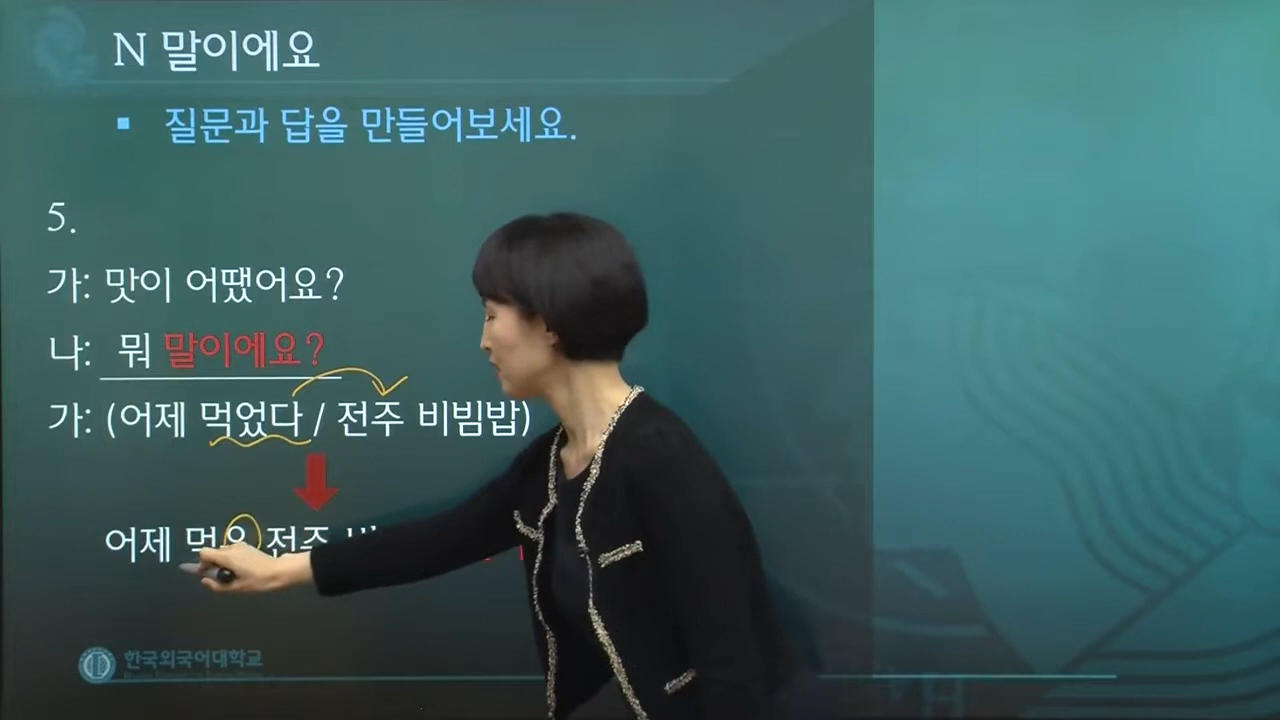 N 말이에요
▪ 질문과 답을 만들어보세요.
5.
가: 맛이 어땠어요?
나: 뭐 말이에요?
가: (어제 먹었다 / 전주 비빔밥)
어제 먹은 전주
한국외국어대학교